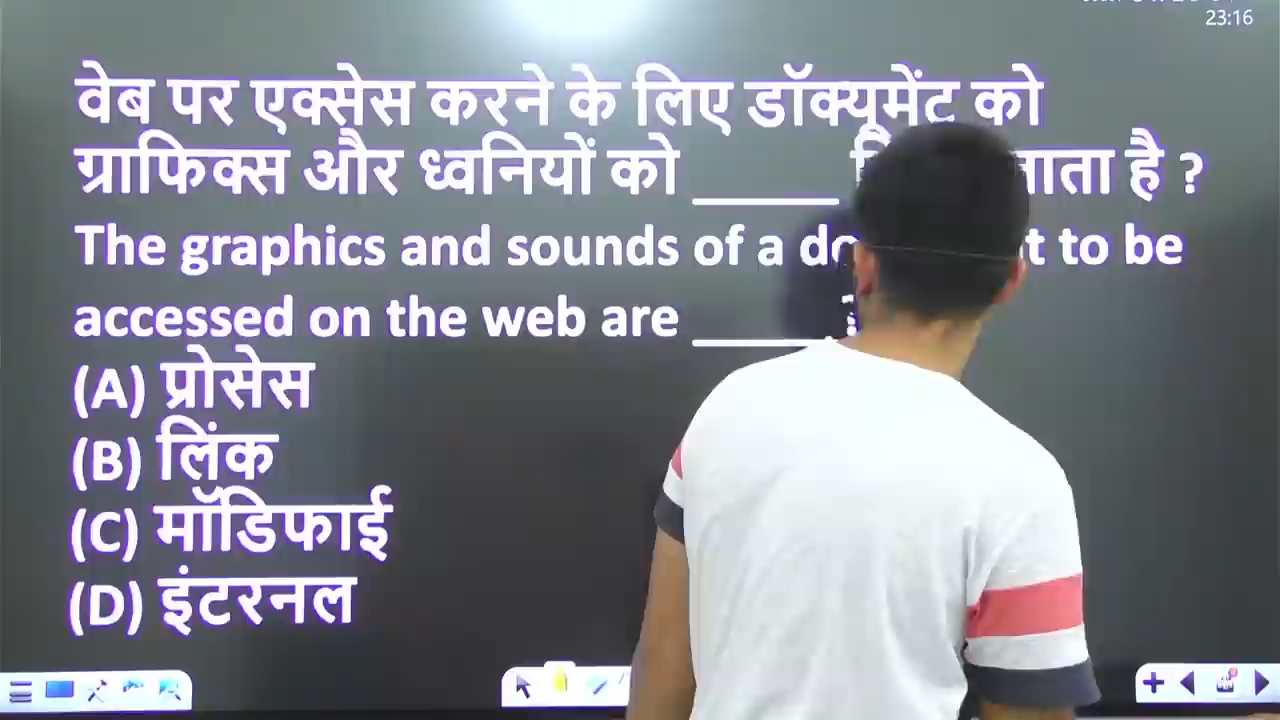 23:16
वेब पर एक्सेस करने के लिए डॉक्यूमेंट को
ग्राफिक्स और ध्वनियों को ______ है ?
The graphics and sounds of a to be
accessed on the web are ______ ?
(A) प्रोसेस
(B) लिंक
(C) मॉडिफाई
(D) इंटरनल